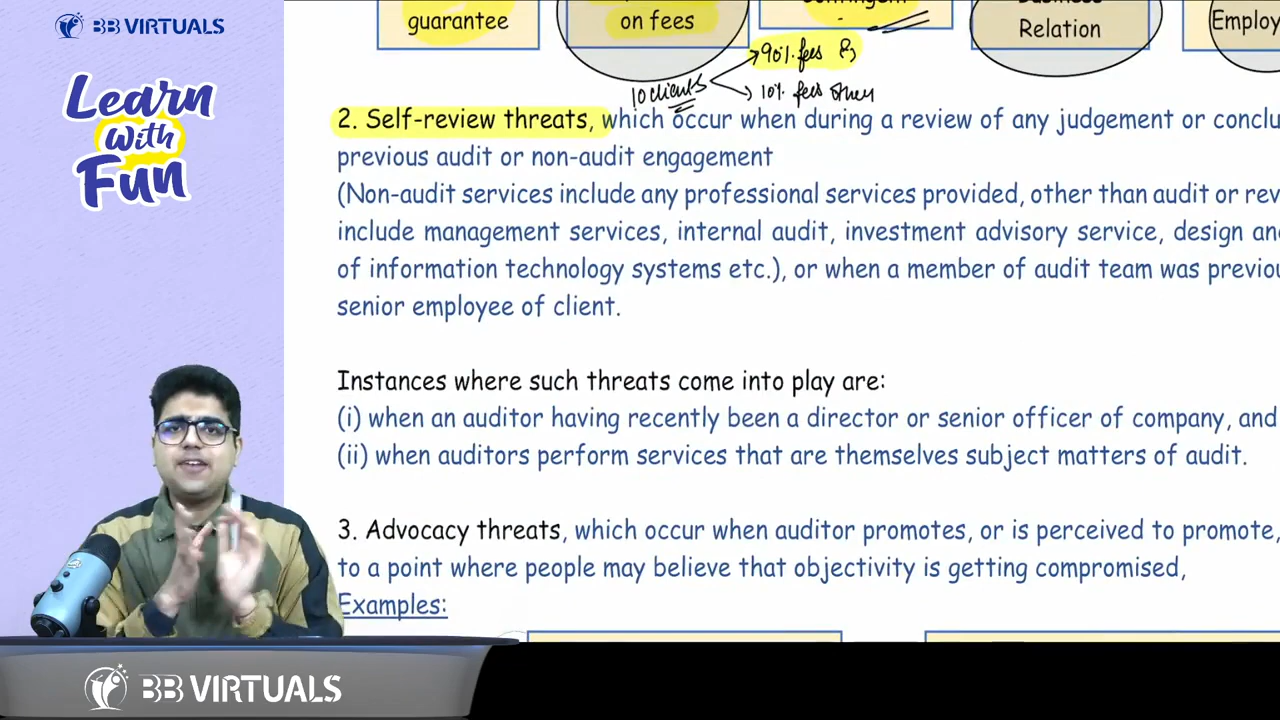 BB VIRTUALS
Learn
With
Fun
guarantee
on fees
Relation
Employ
90% fees
10 clients
10% fees other
2. Self-review threats, which occur when during a review of any judgement or conclu
previous audit or non-audit engagement
(Non-audit services include any professional services provided, other than audit or rev
include management services, internal audit, investment advisory service, design an
of information technology systems etc.), or when a member of audit team was previou
senior employee of client.
Instances where such threats come into play are:
(i) when an auditor having recently been a director or senior officer of company, and
(ii) when auditors perform services that are themselves subject matters of audit.
3. Advocacy threats, which occur when auditor promotes, or is perceived to promote,
to a point where people may believe that objectivity is getting compromised,
Examples:
BB VIRTUALS